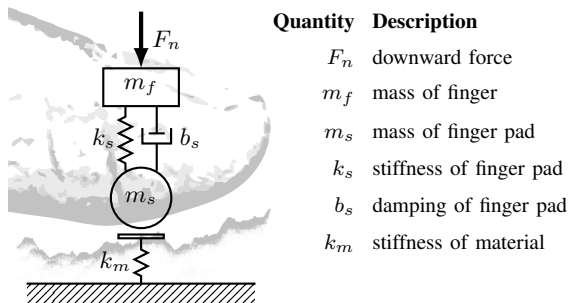 F_n
m_f
k_s
b_s
m_s
k_m
Quantity Description
F_n downward force
m_f mass of finger
m_s mass of finger pad
k_s stiffness of finger pad
b_s damping of finger pad
k_m stiffness of material